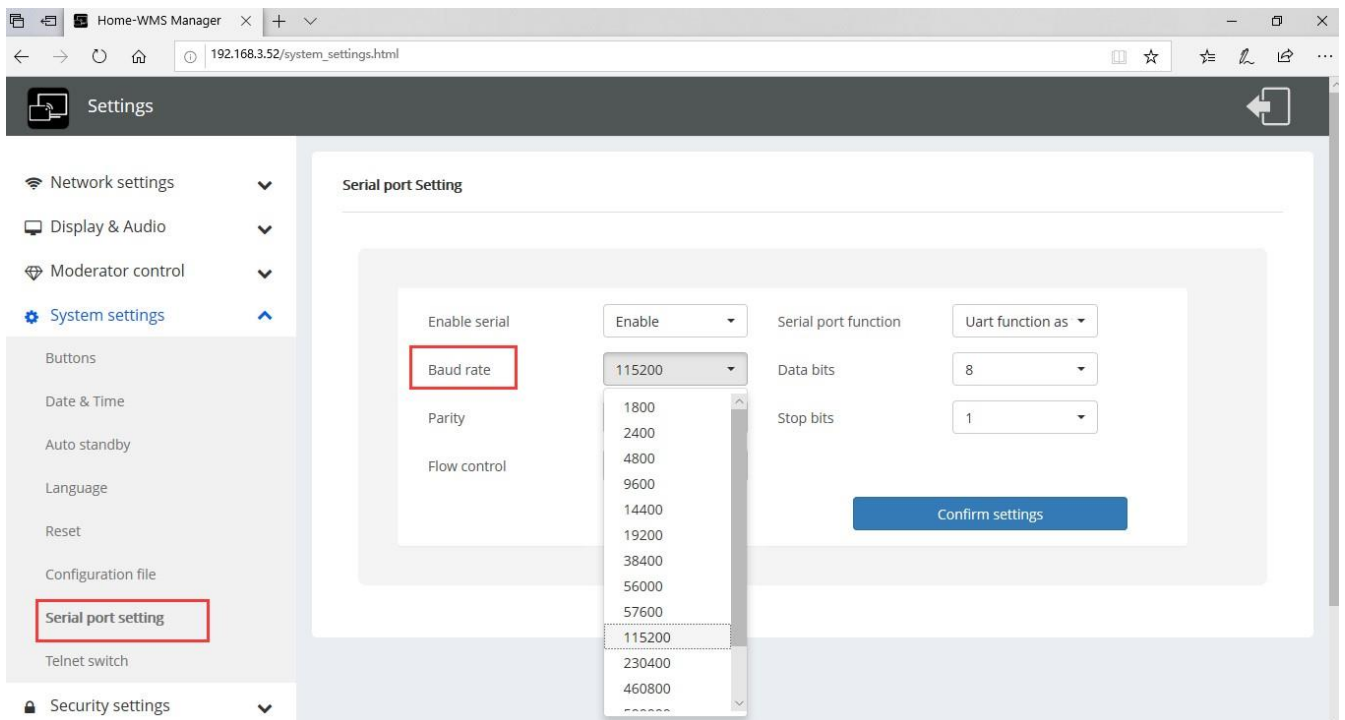 Home-WMS Manager
192.168.3.52/system_settings.html
Settings
Network settings
Display & Audio
Moderator control
System settings
Buttons
Date & Time
Auto standby
Language
Reset
Configuration file
Serial port setting
Telnet switch
Security settings
Serial port Setting
Enable serial Enable Serial port function Uart function as
Baud rate 115200 Data bits 8
Parity Stop bits 1
Flow control
Confirm settings
1800
2400
4800
9600
14400
19200
38400
56000
57600
115200
230400
460800